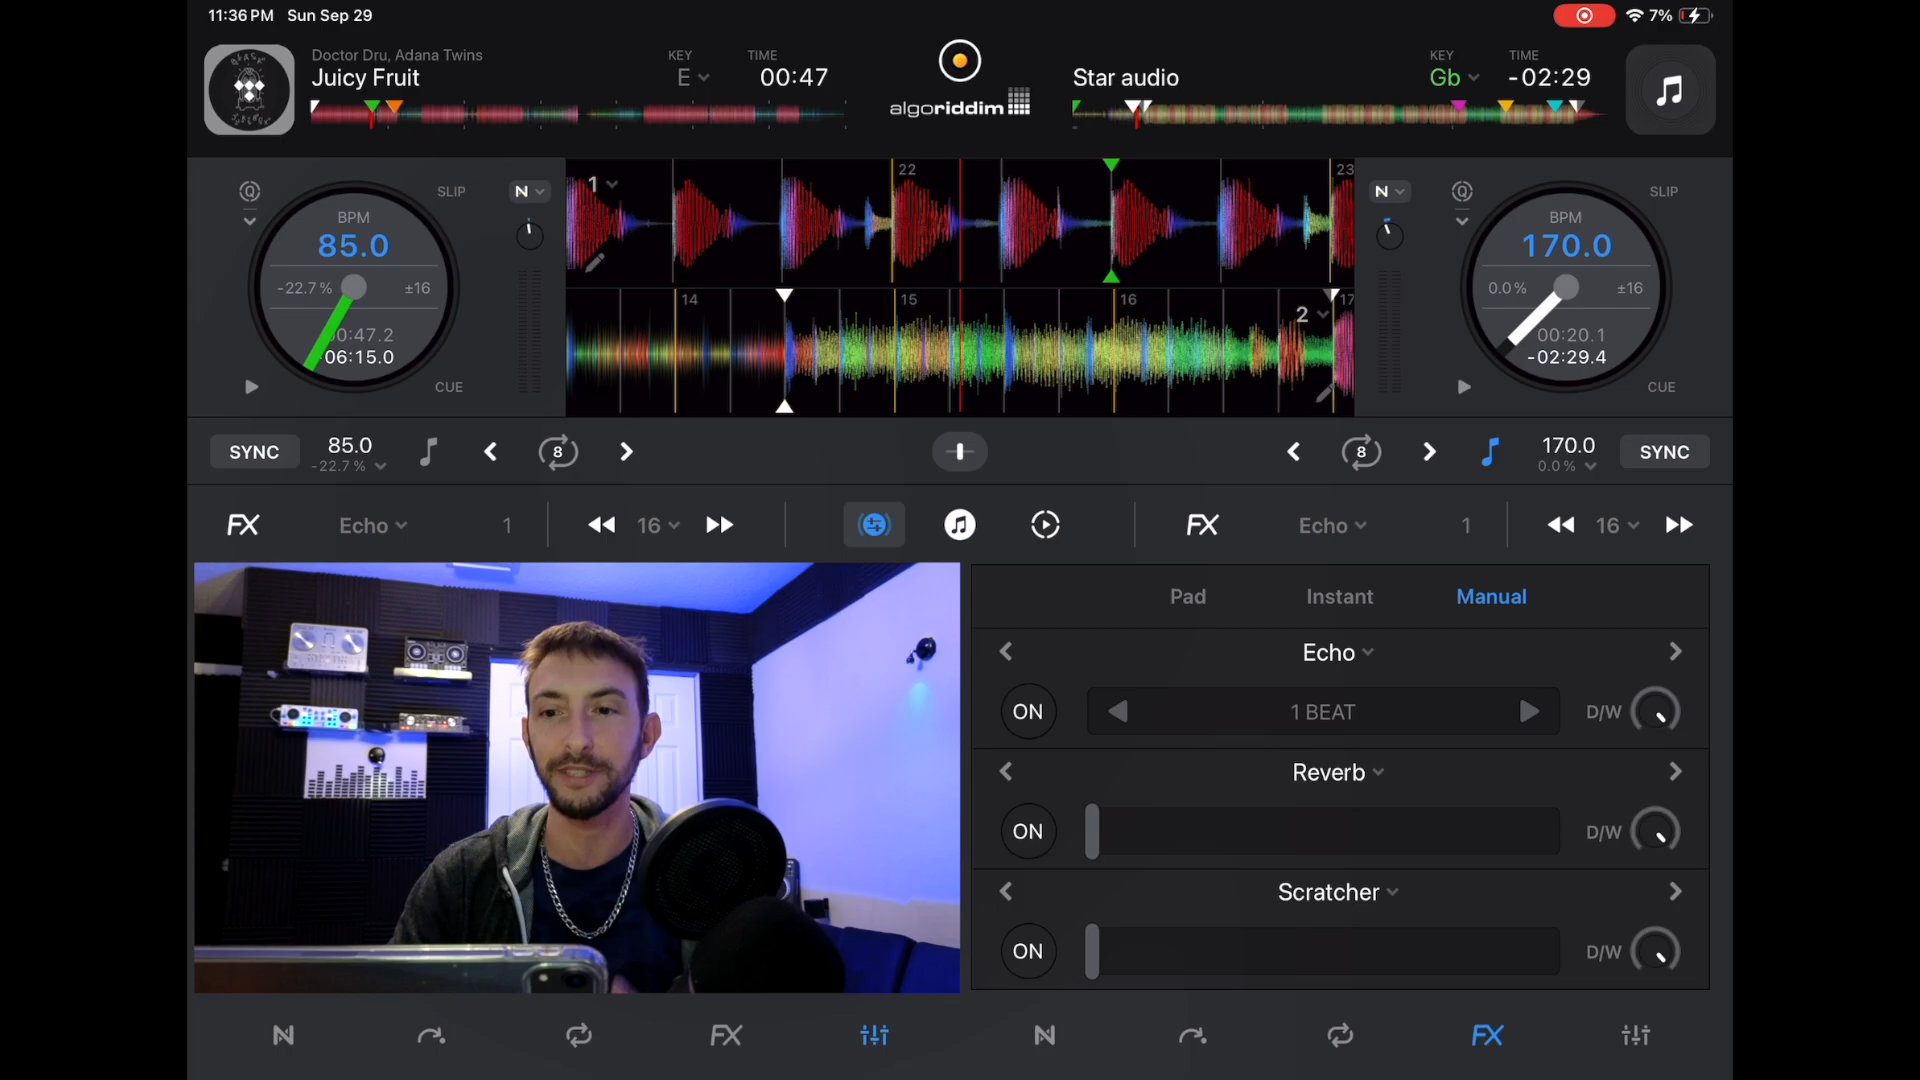 11:36 PM Sun Sep 29
7%
Doctor Dru, Adana Twins
Juicy Fruit
KEY
E
TIME
00:47
algoriddim
Star audio
KEY
Gb
TIME
-02:29
SLIP
BPM
85.0
-22.7 %
±16
00:47.2
-06:15.0
CUE
N
1
22
23
14
15
16
17
2
N
SLIP
BPM
170.0
0.0 %
±16
00:20.1
-02:29.4
CUE
SYNC
85.0
-22.7 %
8
8
170.0
0.0 %
SYNC
FX
Echo
1
16
FX
Echo
1
16
Pad
Instant
Manual
Echo
ON
1 BEAT
D/W
Reverb
ON
D/W
Scratcher
ON
D/W
N
FX
N
FX